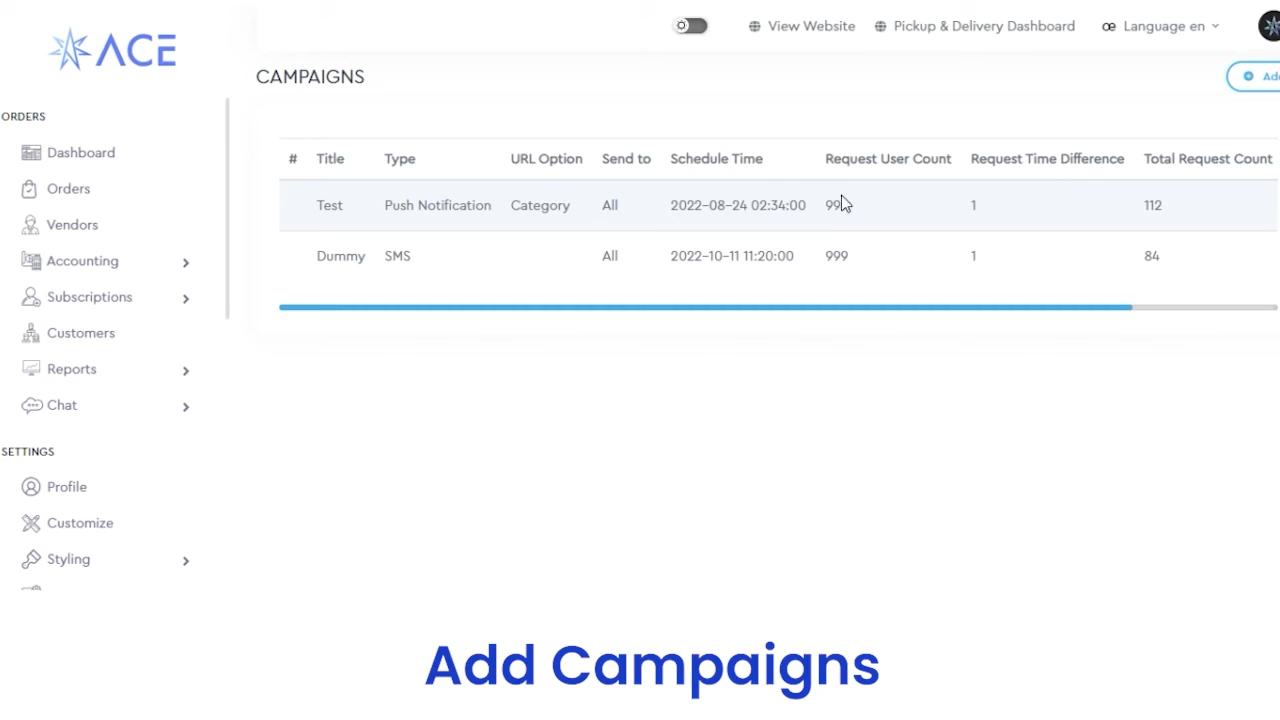 ACE
View Website
Pickup & Delivery Dashboard
Language en
CAMPAIGNS
ORDERS
Dashboard
Orders
Vendors
Accounting
Subscriptions
Customers
Reports
Chat
SETTINGS
Profile
Customize
Styling
# Title Type URL Option Send to Schedule Time Request User Count Request Time Difference Total Request Count
Test Push Notification Category All 2022-08-24 02:34:00 1 112
Dummy SMS All 2022-10-11 11:20:00 999 1 84
Add Campaigns